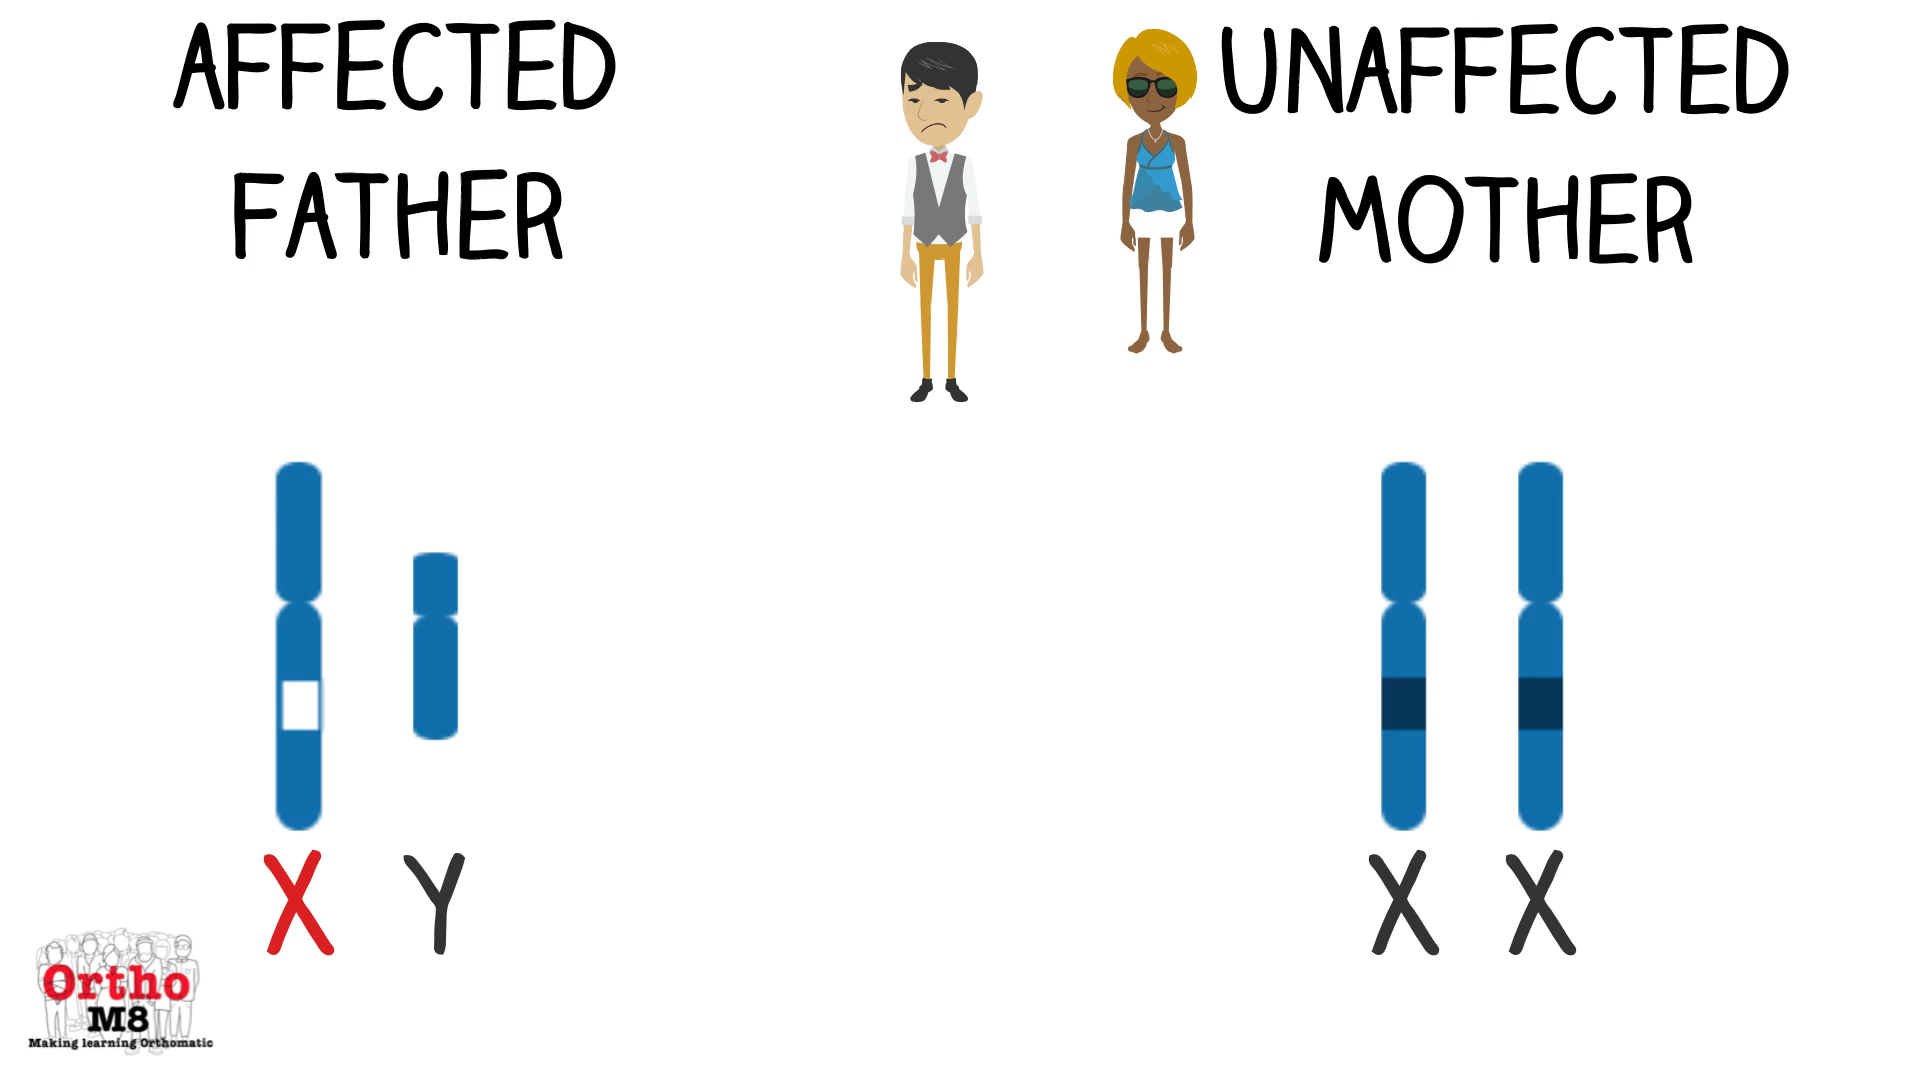 AFFECTED
FATHER
UNAFFECTED
MOTHER
X Y
X X
Ortho
M8
Making learning Orthomatic